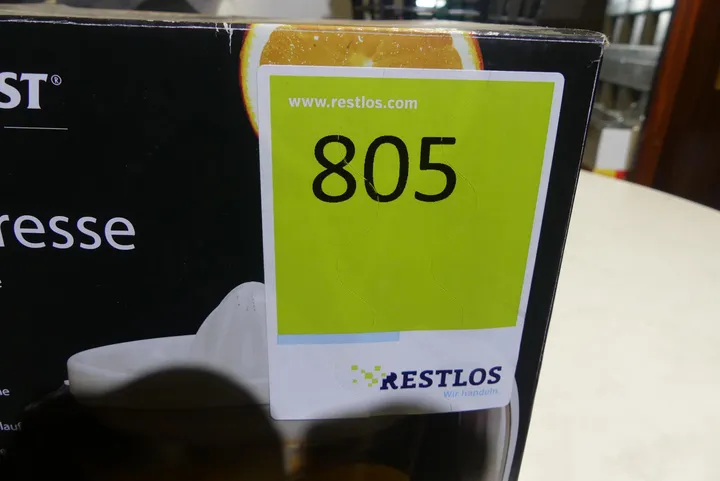 ST®
resse
www.restlos.com
805
RESTLOS
Wir handeln.